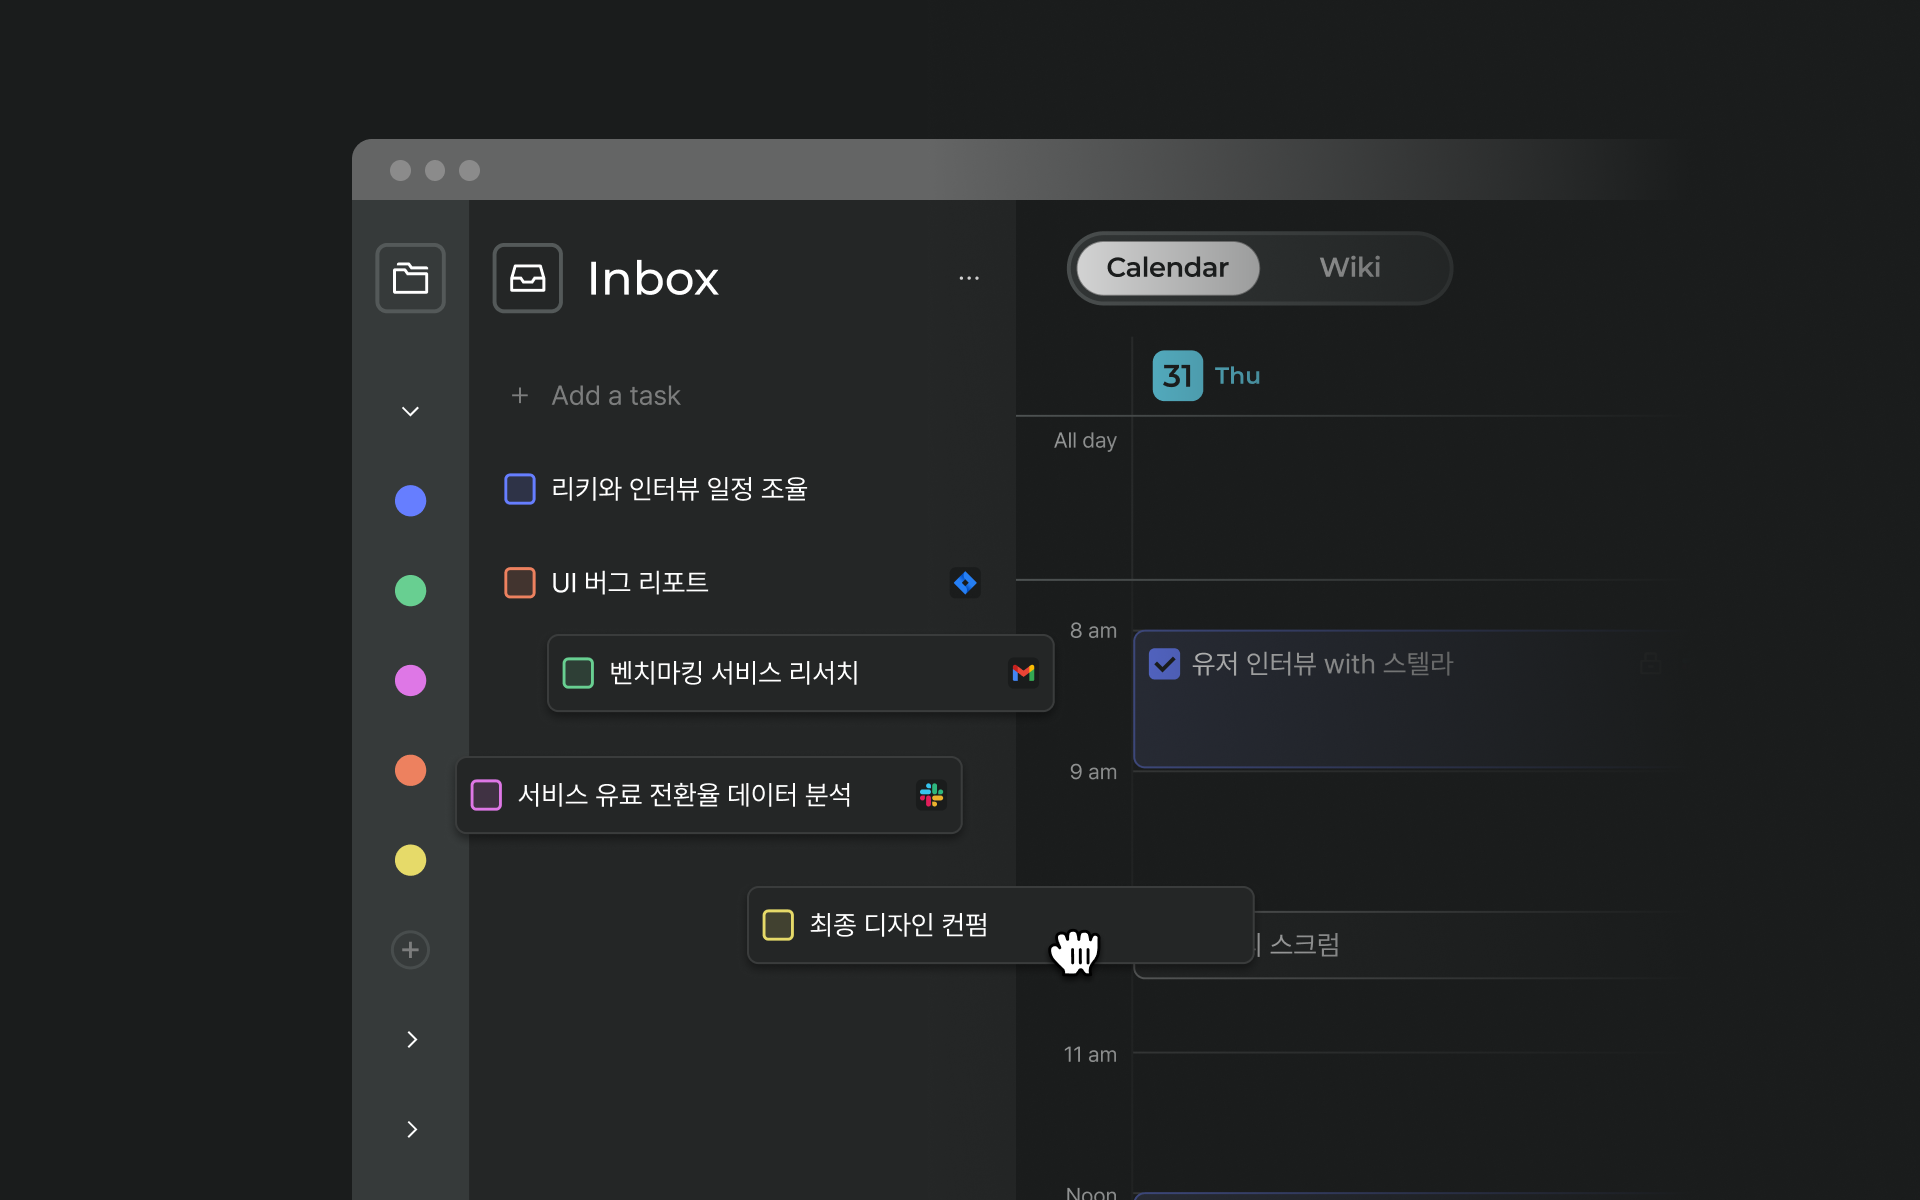 Inbox
Add a task
리키와 인터뷰 일정 조율
UI 버그 리포트
벤치마킹 서비스 리서치
서비스 유료 전환율 데이터 분석
최종 디자인 컨펌
Calendar
Wiki
31 Thu
All day
8 am
유저 인터뷰 with 스텔라
9 am
스크럼
11 am
Noon